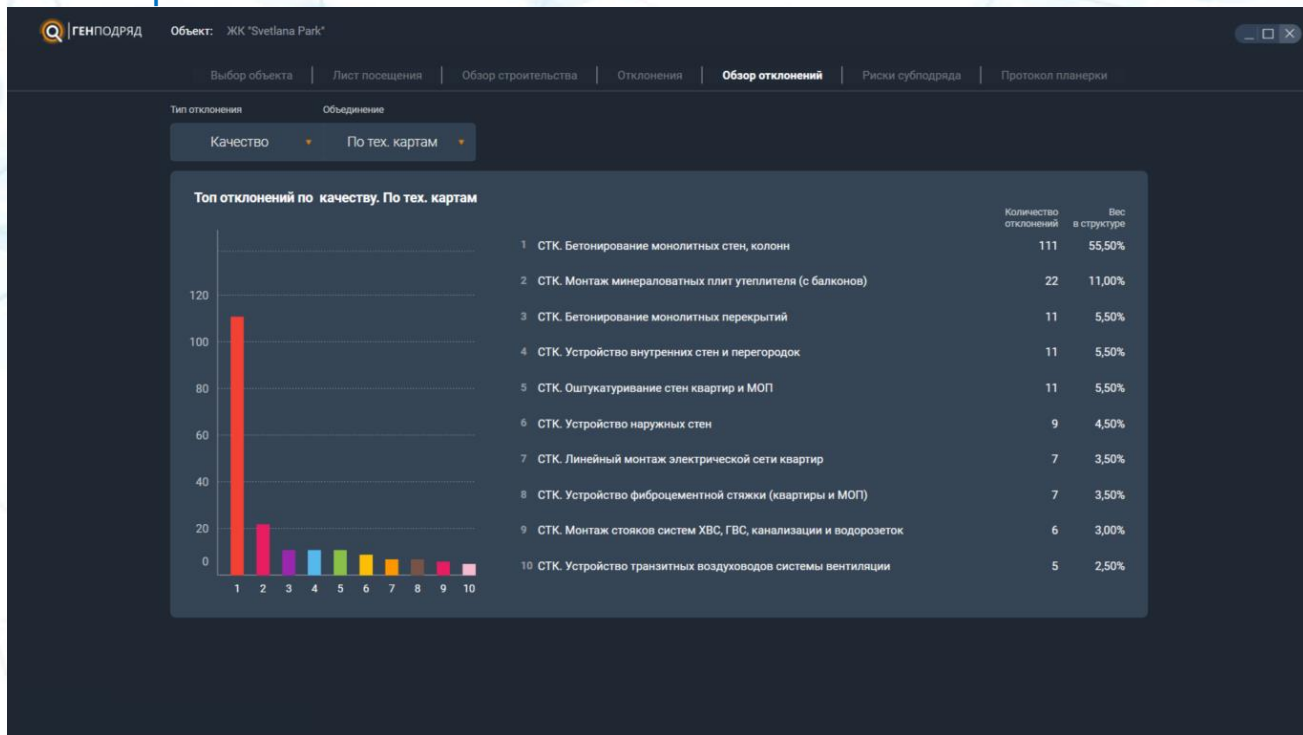 ГЕНПОДРЯД Объект: ЖК "Svetlana Park"
Выбор объекта Лист посещения Обзор строительства Отклонения Обзор отклонений Риски субподряда Протокол планерки
Тип отклонения Объединение
Качество По тех. картам
Топ отклонений по качеству. По тех. картам
Количество отклонений Вес в структуре
1 СТК. Бетонирование монолитных стен, колонн 111 55,50%
2 СТК. Монтаж минераловатных плит утеплителя (с балконов) 22 11,00%
3 СТК. Бетонирование монолитных перекрытий 11 5,50%
4 СТК. Устройство внутренних стен и перегородок 11 5,50%
5 СТК. Оштукатуривание стен квартир и МОП 11 5,50%
6 СТК. Устройство наружных стен 9 4,50%
7 СТК. Линейный монтаж электрической сети квартир 7 3,50%
8 СТК. Устройство фиброцементной стяжки (квартиры и МОП) 7 3,50%
9 СТК. Монтаж стояков систем ХВС, ГВС, канализации и водорозеток 6 3,00%
10 СТК. Устройство транзитных воздуховодов системы вентиляции 5 2,50%
120
100
80
60
40
20
0
1 2 3 4 5 6 7 8 9 10